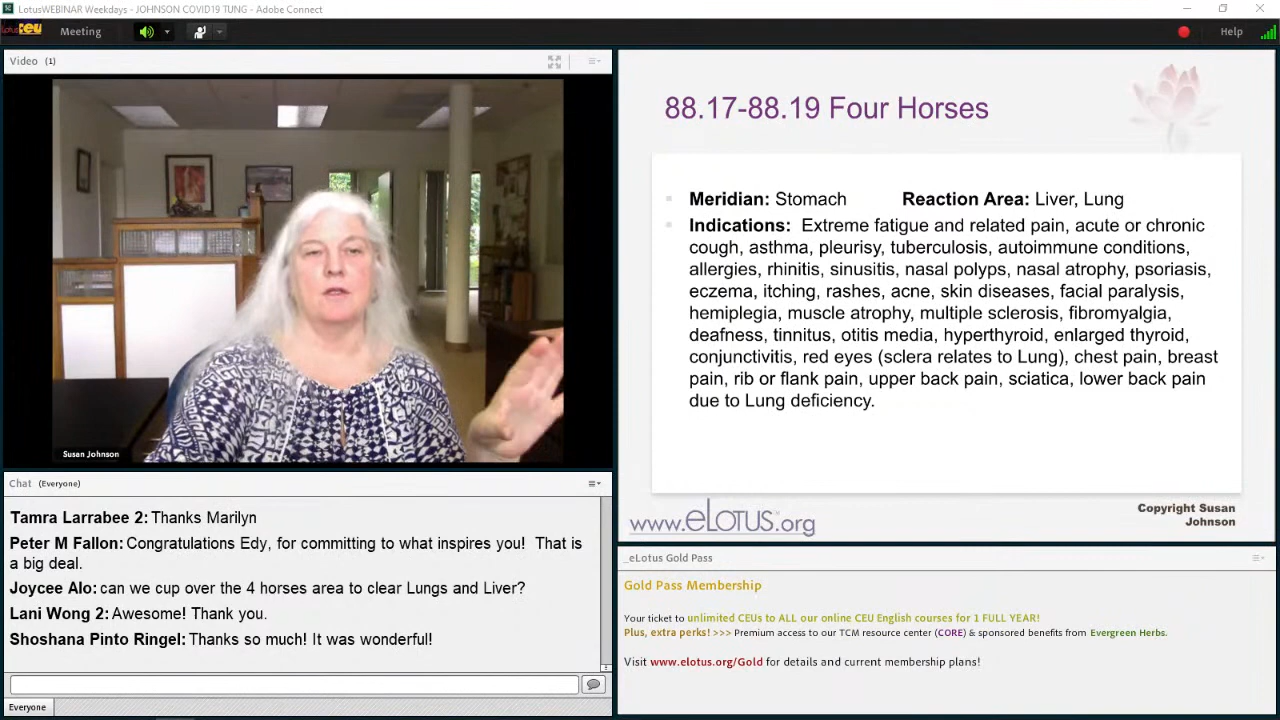 LotusWEBINAR Weekdays - JOHNSON COVID19 TUNG - Adobe Connect
Meeting
Help
Video (1)
Susan Johnson
88.17-88.19 Four Horses
Meridian: Stomach Reaction Area: Liver, Lung
Indications: Extreme fatigue and related pain, acute or chronic
cough, asthma, pleurisy, tuberculosis, autoimmune conditions,
allergies, rhinitis, sinusitis, nasal polyps, nasal atrophy, psoriasis,
eczema, itching, rashes, acne, skin diseases, facial paralysis,
hemiplegia, muscle atrophy, multiple sclerosis, fibromyalgia,
deafness, tinnitus, otitis media, hyperthyroid, enlarged thyroid,
conjunctivitis, red eyes (sclera relates to Lung), chest pain, breast
pain, rib or flank pain, upper back pain, sciatica, lower back pain
due to Lung deficiency.
www.eLOTUS.org
Copyright Susan
Johnson
Chat (Everyone)
Tamra Larrabee 2: Thanks Marilyn
Peter M Fallon: Congratulations Edy, for committing to what inspires you! That is
a big deal.
Joycee Alo: can we cup over the 4 horses area to clear Lungs and Liver?
Lani Wong 2: Awesome! Thank you.
Shoshana Pinto Ringel: Thanks so much! It was wonderful!
Everyone
_eLotus Gold Pass
Gold Pass Membership
Your ticket to unlimited CEUs to ALL our online CEU English courses for 1 FULL YEAR!
Plus, extra perks! >>> Premium access to our TCM resource center (CORE) & sponsored benefits from Evergreen Herbs.
Visit www.elotus.org/Gold for details and current membership plans!